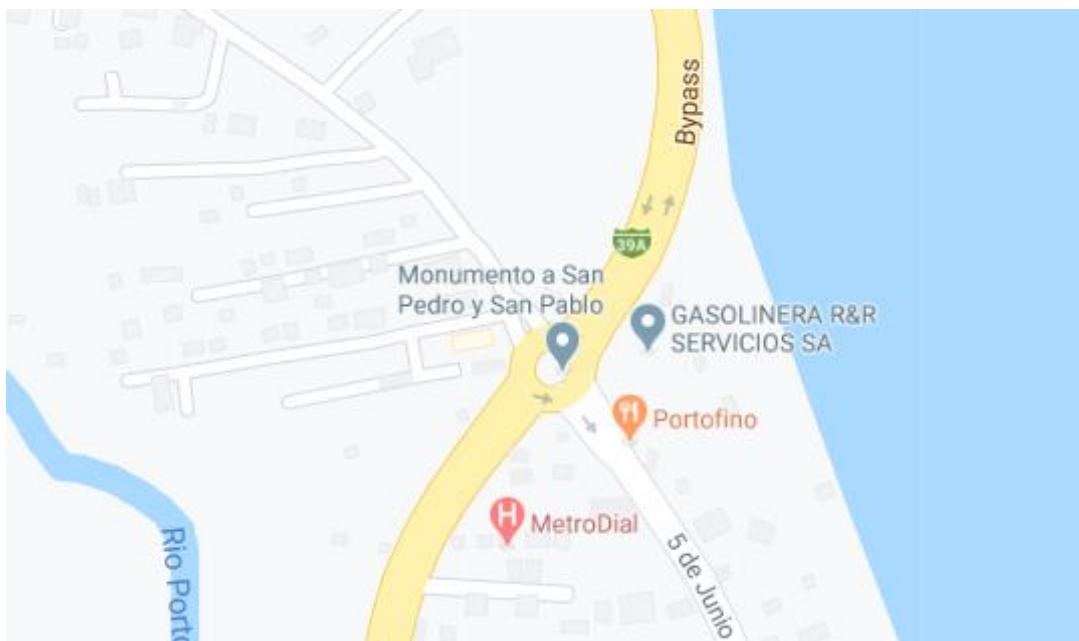 Bypass
39A
Monumento a San
Pedro y San Pablo
GASOLINERA R&R
SERVICIOS SA
Portofino
H
MetroDial
5 de Junio
Rio Porto